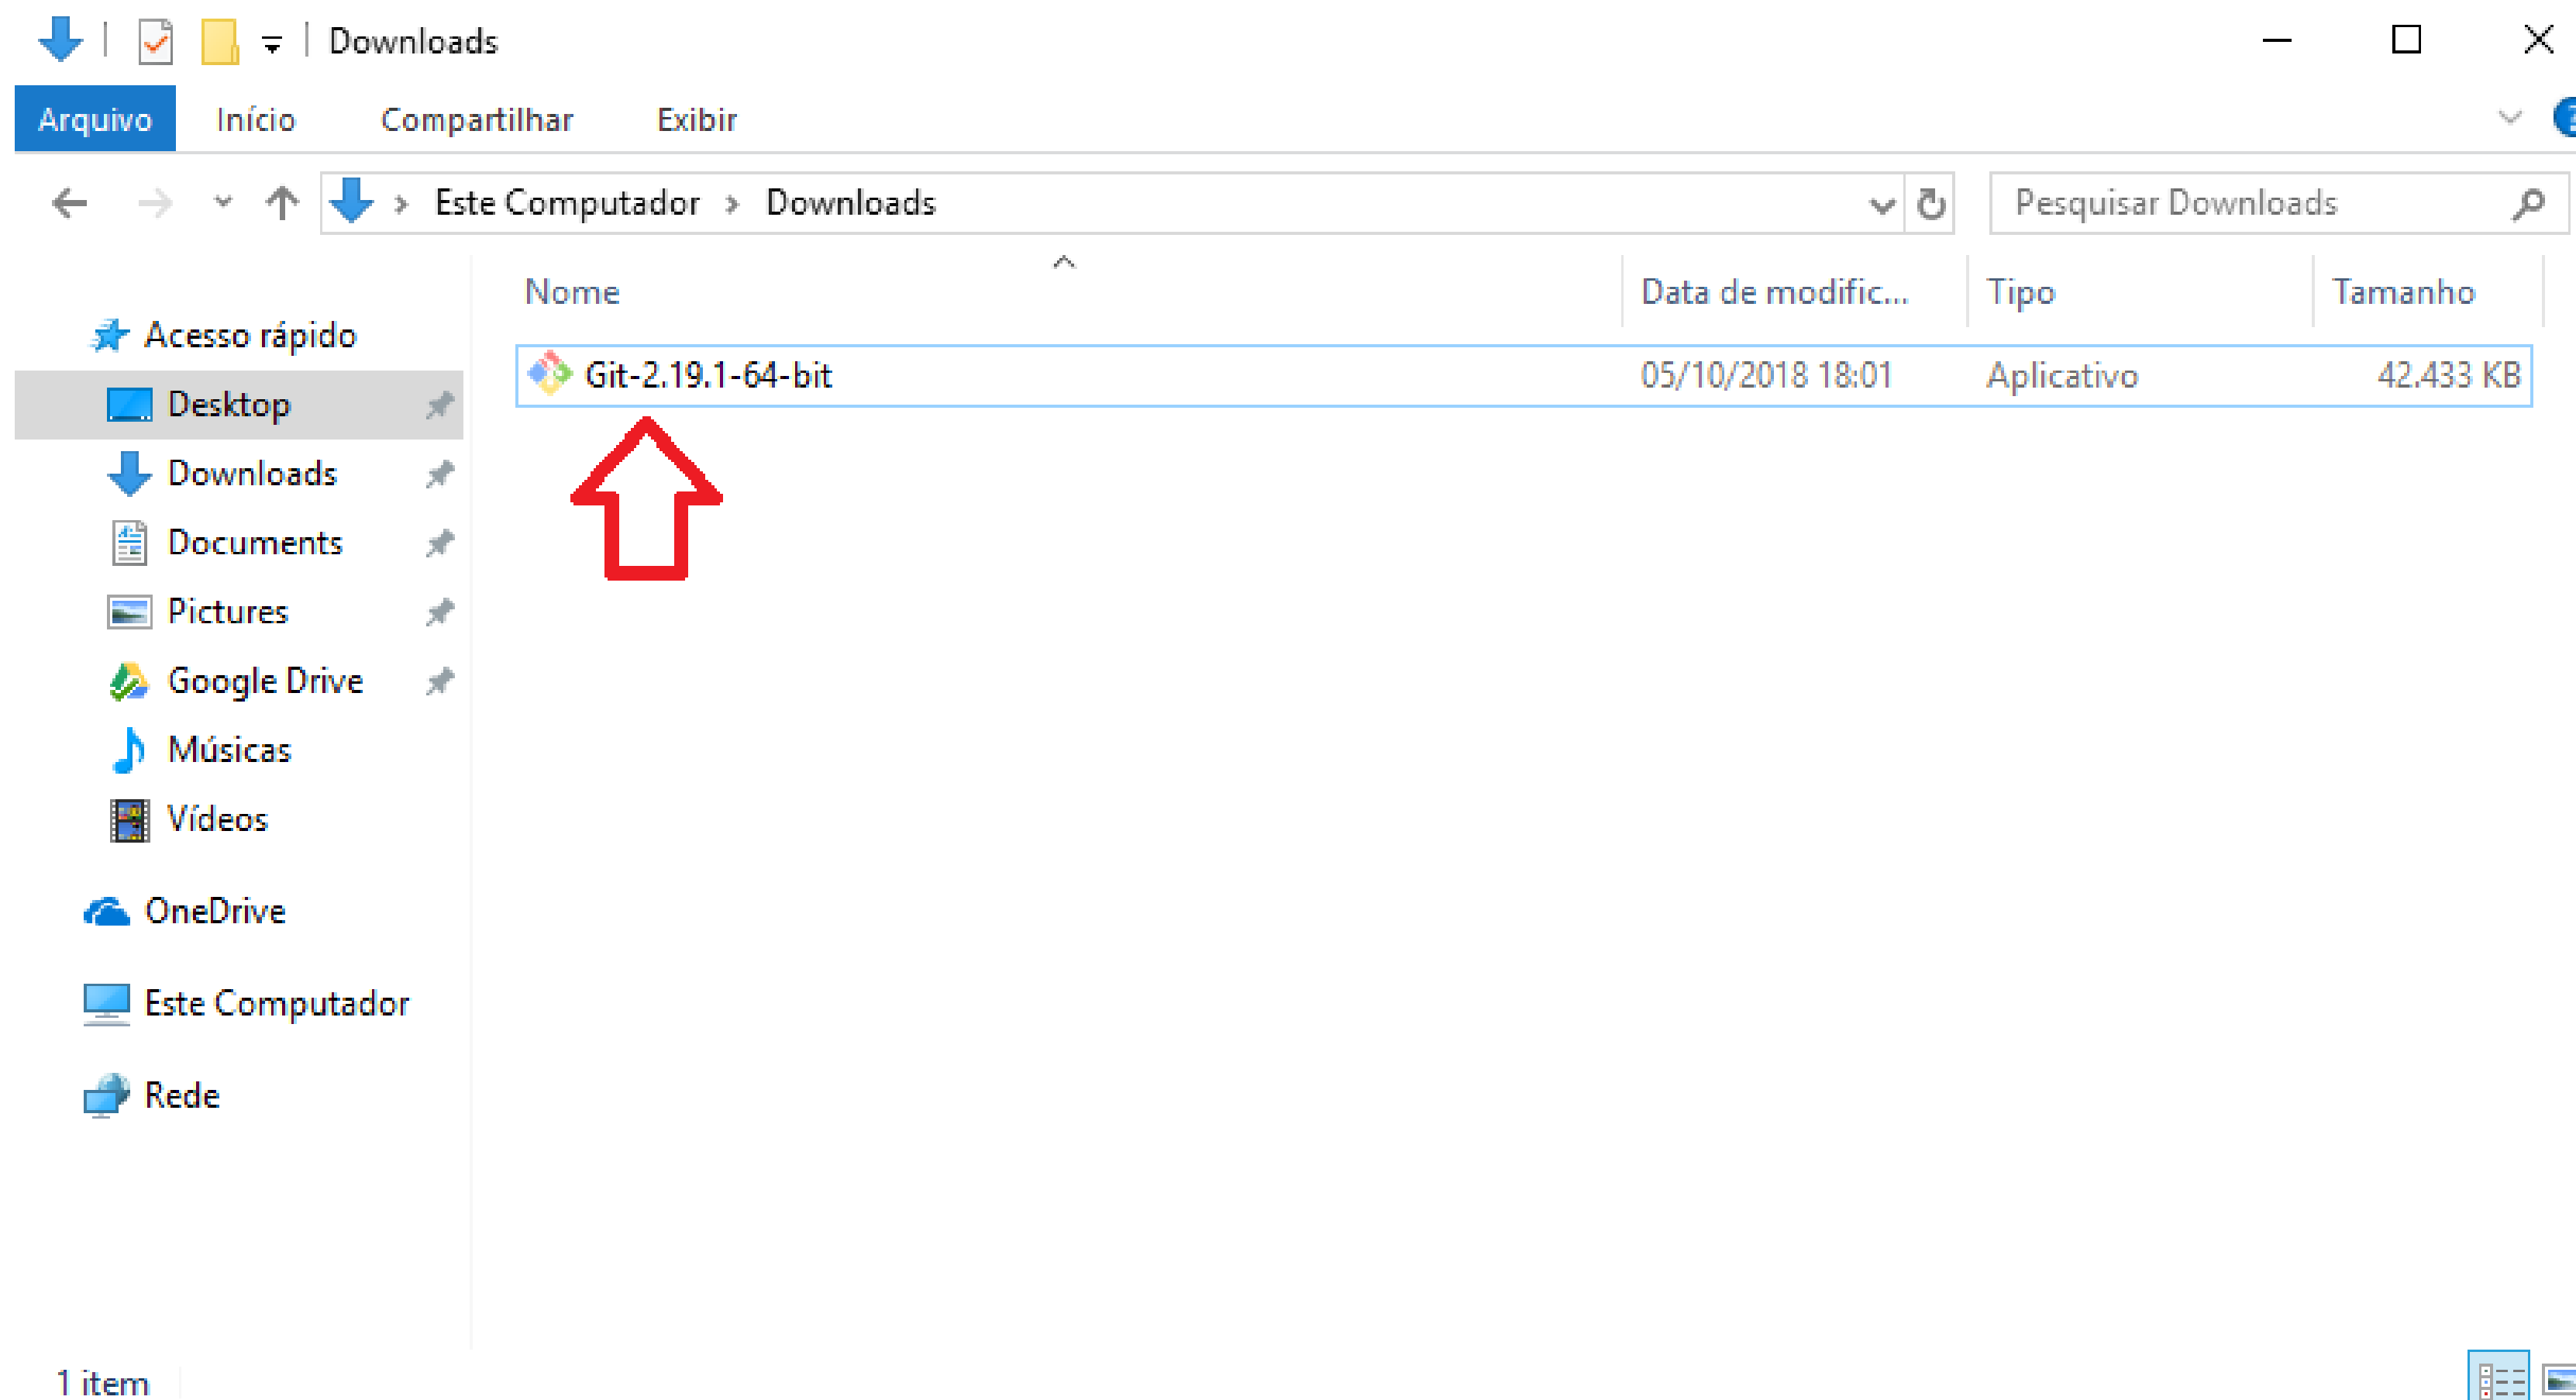 Downloads
Arquivo Início Compartilhar Exibir
Este Computador Downloads Pesquisar Downloads
Nome Data de modific... Tipo Tamanho
Acesso rápido
Git-2.19.1-64-bit 05/10/2018 18:01 Aplicativo 42.433 KB
Desktop
Downloads
Documents
Pictures
Google Drive
Músicas
Vídeos
OneDrive
Este Computador
Rede
1 item